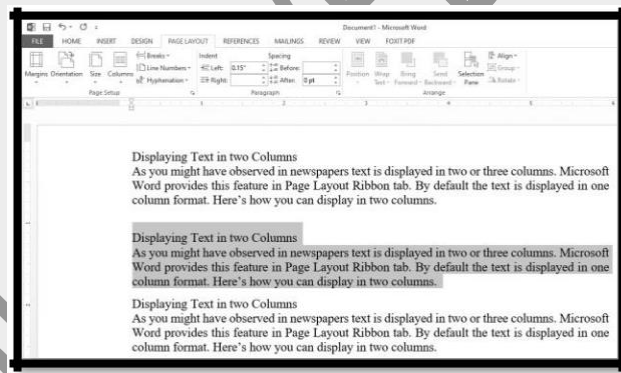 Document1 - Microsoft Word
FILE HOME INSERT DESIGN PAGE LAYOUT REFERENCES MAILINGS REVIEW VIEW FOXIT PDF
Breaks Indent Spacing Align
Line Numbers Left: 0.15" Before: Group
Margins Orientation Size Columns Hyphenation Right: After: 0 pt Position Wrap Text Bring Forward Send Backward Selection Pane Rotate
Page Setup Paragraph Arrange
Displaying Text in two Columns
As you might have observed in newspapers text is displayed in two or three columns. Microsoft
Word provides this feature in Page Layout Ribbon tab. By default the text is displayed in one
column format. Here's how you can display in two columns.
Displaying Text in two Columns
As you might have observed in newspapers text is displayed in two or three columns. Microsoft
Word provides this feature in Page Layout Ribbon tab. By default the text is displayed in one
column format. Here's how you can display in two columns.
Displaying Text in two Columns
As you might have observed in newspapers text is displayed in two or three columns. Microsoft
Word provides this feature in Page Layout Ribbon tab. By default the text is displayed in one
column format. Here's how you can display in two columns.